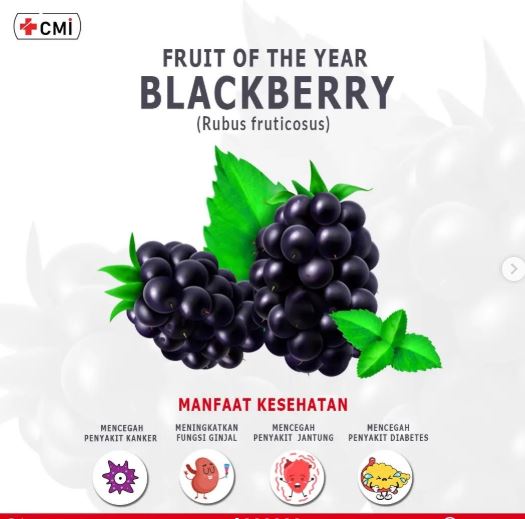 CMI
FRUIT OF THE YEAR
BLACKBERRY
(Rubus fruticosus)
MANFAAT KESEHATAN
MENCEGAH
PENYAKIT KANKER
MENINGKATKAN
FUNGSI GINJAL
MENCEGAH
PENYAKIT JANTUNG
MENCEGAH
PENYAKIT DIABETES